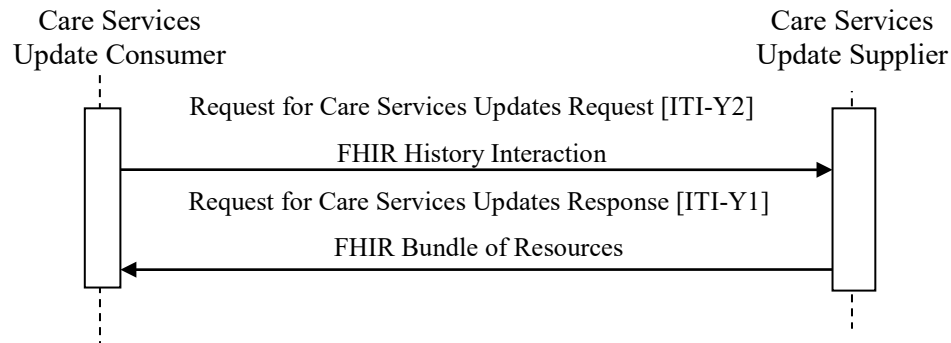 Care Services
Update Consumer
Care Services
Update Supplier
Request for Care Services Updates Request [ITI-Y2]
FHIR History Interaction
Request for Care Services Updates Response [ITI-Y1]
FHIR Bundle of Resources